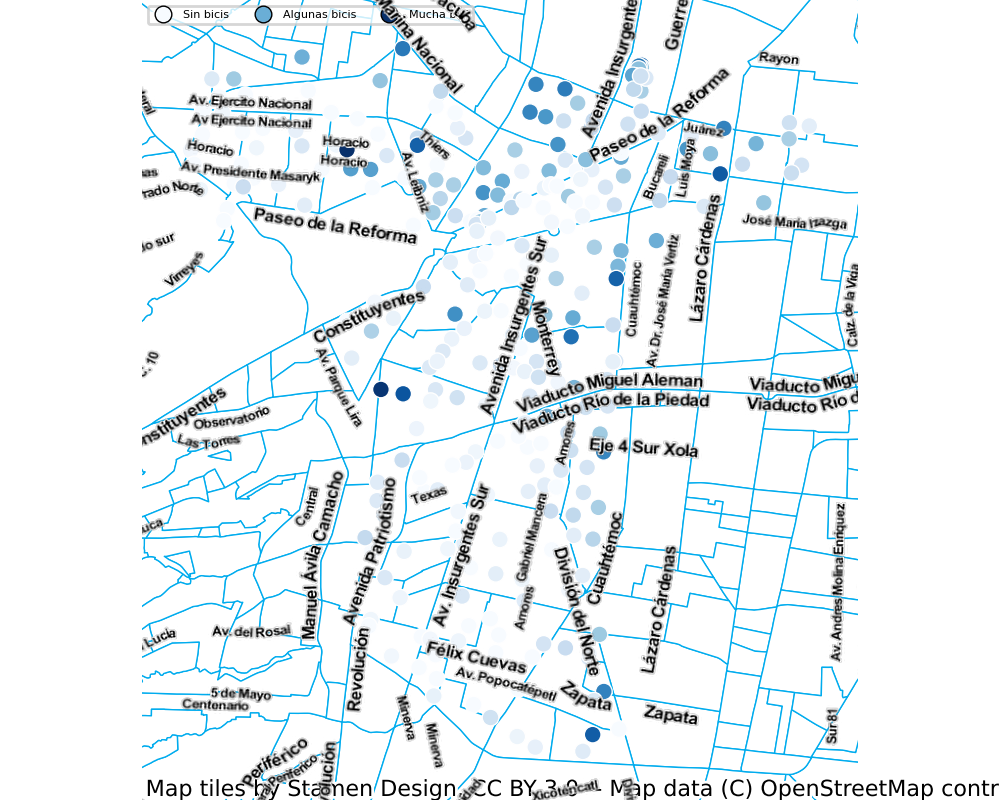 Sin bicis
Algunas bicis
Mucha
Marina Nacional
Avenida Insurgente
Guerre
Rayon
Av. Ejercito Nacional
Av Ejercito Nacional
Paseo de la Reforma
Juárez
Horacio
Horacio
Horacio
Thiers
Luis Moya
Bucareli
Av. Presidente Masaryk
Av. Leibniz
rado Norte
Paseo de la Reforma
Lázaro Cárdenas
José María Izazga
do sur
Virreyes
Cuauhtémoc
Av. Dr. José María Vertiz
Calz. de la Viga
Constituyentes
Avenida Insurgentes Sur
Monterrey
Av. Parque Lira
Viaducto Miguel Aleman
Viaducto Río de la Piedad
Viaducto Migu
Viaducto Río d
nstituyentes
Observatorio
Las Torres
Amores
Eje 4 Sur Xola
Central
Manuel Ávila Camacho
Avenida Patriotismo
Texas
Av. Insurgentes Sur
Gabriel Mancera
Amores
División del Norte
Cuauhtémoc
Lázaro Cárdenas
Av. Andres Molina Enriquez
Lucía
Av. del Rosal
Revolución
Félix Cuevas
Av. Popocatépetl
Zapata
Zapata
5 de Mayo
Centenario
Minerva
Minerva
Sur 81
Periférico
Periférico
olución
Xicoténcatl
Map tiles by Stamen Design, CC BY 3.0 -- Map data (C) OpenStreetMap contr